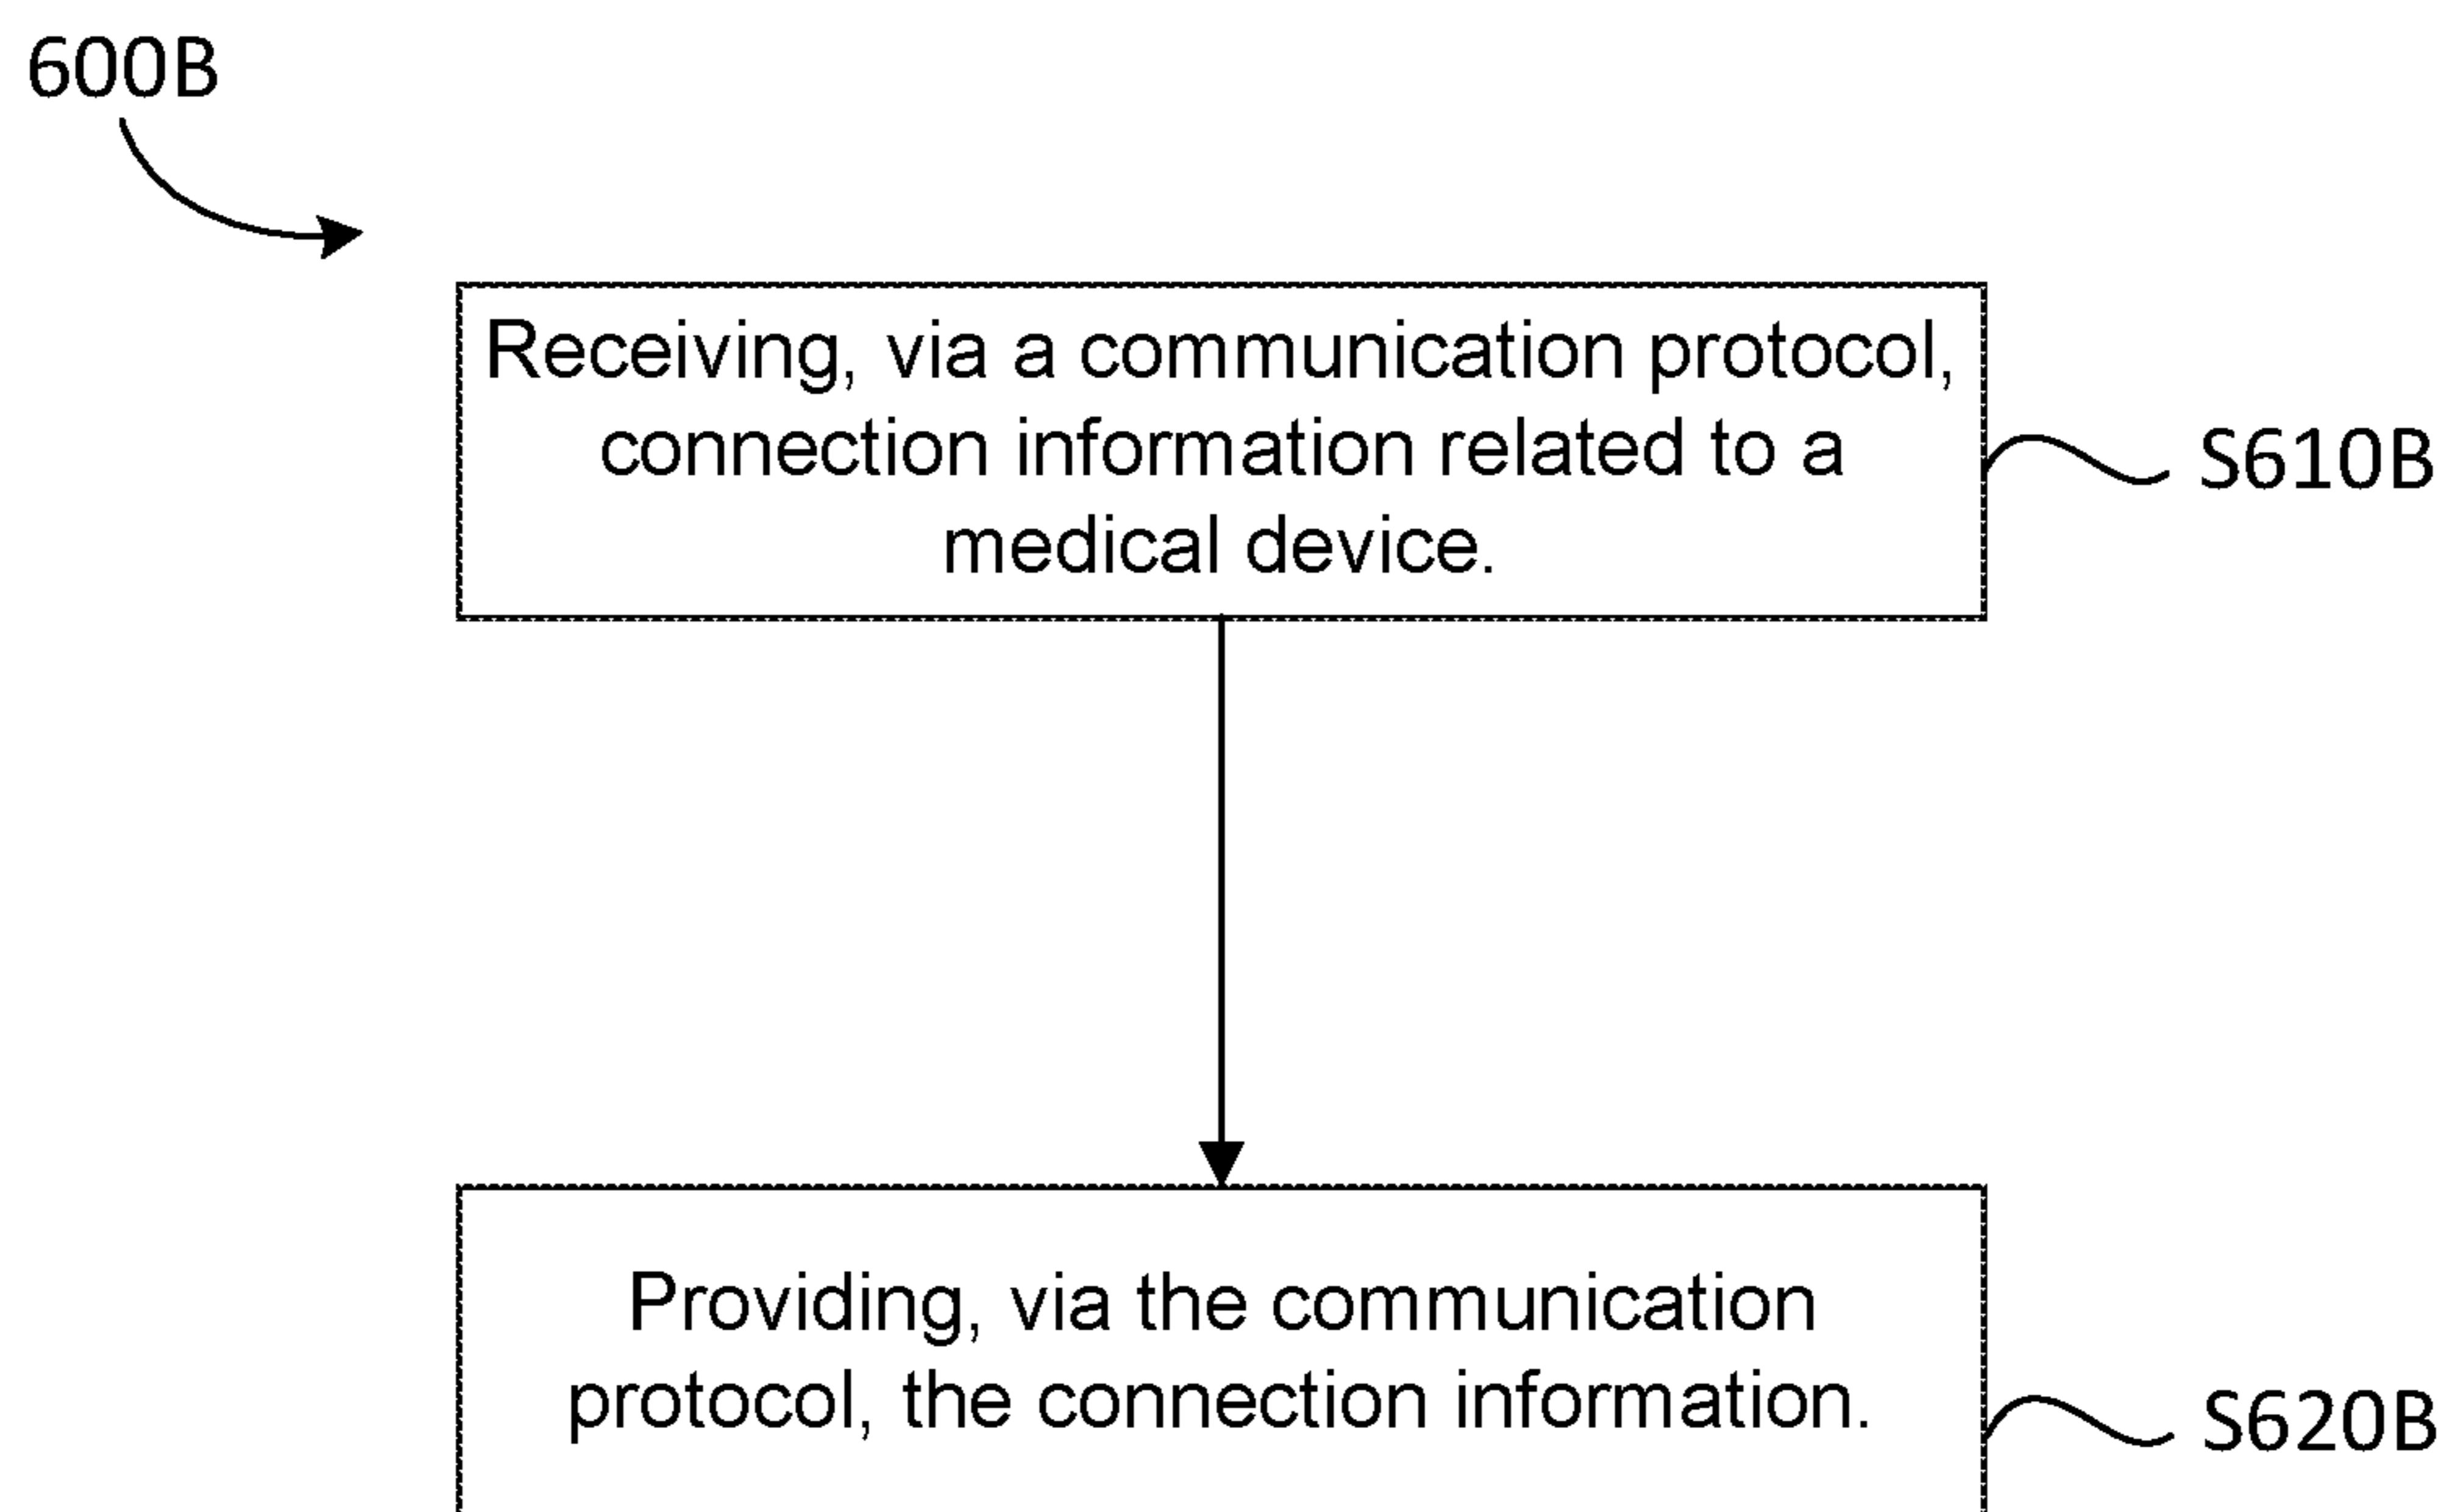 600B
Receiving, via a communication protocol,
connection information related to a
medical device.
S610B
Providing, via the communication
protocol, the connection information.
S620B